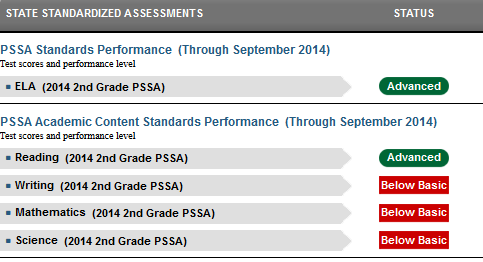 STATE STANDARDIZED ASSESSMENTS STATUS
PSSA Standards Performance (Through September 2014)
Test scores and performance level
ELA (2014 2nd Grade PSSA) Advanced
PSSA Academic Content Standards Performance (Through September 2014)
Test scores and performance level
Reading (2014 2nd Grade PSSA) Advanced
Writing (2014 2nd Grade PSSA) Below Basic
Mathematics (2014 2nd Grade PSSA) Below Basic
Science (2014 2nd Grade PSSA) Below Basic